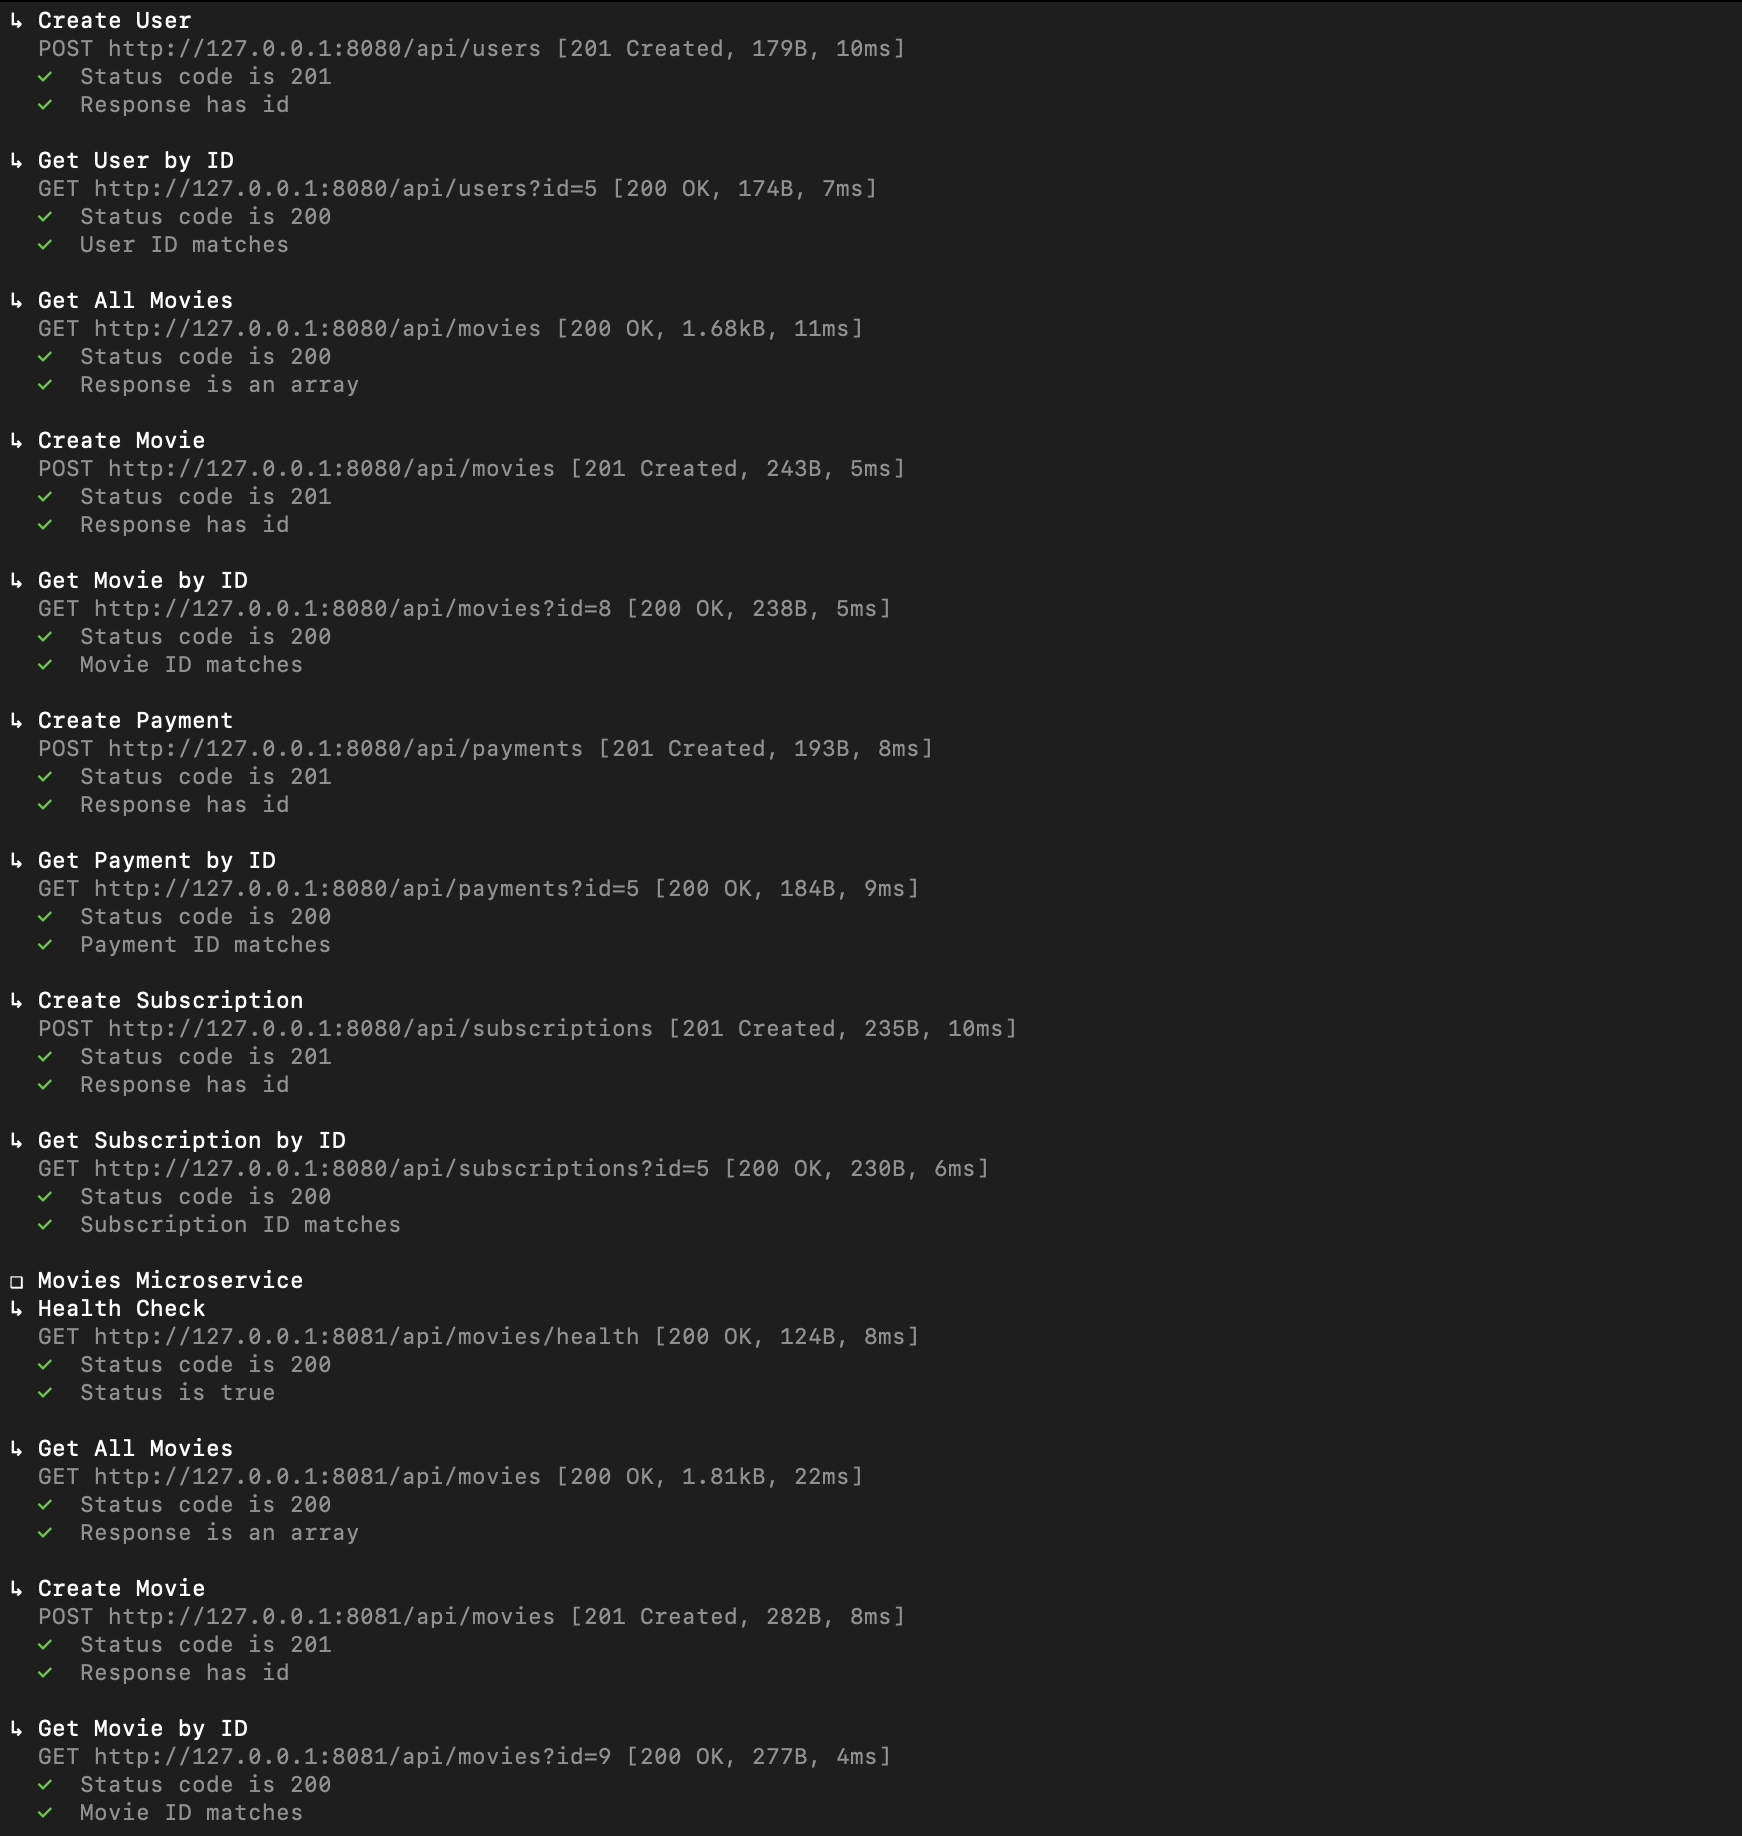 ↳ Create User
POST http://127.0.0.1:8080/api/users [201 Created, 179B, 10ms]
✓ Status code is 201
✓ Response has id
↳ Get User by ID
GET http://127.0.0.1:8080/api/users?id=5 [200 OK, 174B, 7ms]
✓ Status code is 200
✓ User ID matches
↳ Get All Movies
GET http://127.0.0.1:8080/api/movies [200 OK, 1.68kB, 11ms]
✓ Status code is 200
✓ Response is an array
↳ Create Movie
POST http://127.0.0.1:8080/api/movies [201 Created, 243B, 5ms]
✓ Status code is 201
✓ Response has id
↳ Get Movie by ID
GET http://127.0.0.1:8080/api/movies?id=8 [200 OK, 238B, 5ms]
✓ Status code is 200
✓ Movie ID matches
↳ Create Payment
POST http://127.0.0.1:8080/api/payments [201 Created, 193B, 8ms]
✓ Status code is 201
✓ Response has id
↳ Get Payment by ID
GET http://127.0.0.1:8080/api/payments?id=5 [200 OK, 184B, 9ms]
✓ Status code is 200
✓ Payment ID matches
↳ Create Subscription
POST http://127.0.0.1:8080/api/subscriptions [201 Created, 235B, 10ms]
✓ Status code is 201
✓ Response has id
↳ Get Subscription by ID
GET http://127.0.0.1:8080/api/subscriptions?id=5 [200 OK, 230B, 6ms]
✓ Status code is 200
✓ Subscription ID matches
❏ Movies Microservice
↳ Health Check
GET http://127.0.0.1:8081/api/movies/health [200 OK, 124B, 8ms]
✓ Status code is 200
✓ Status is true
↳ Get All Movies
GET http://127.0.0.1:8081/api/movies [200 OK, 1.81kB, 22ms]
✓ Status code is 200
✓ Response is an array
↳ Create Movie
POST http://127.0.0.1:8081/api/movies [201 Created, 282B, 8ms]
✓ Status code is 201
✓ Response has id
↳ Get Movie by ID
GET http://127.0.0.1:8081/api/movies?id=9 [200 OK, 277B, 4ms]
✓ Status code is 200
✓ Movie ID matches